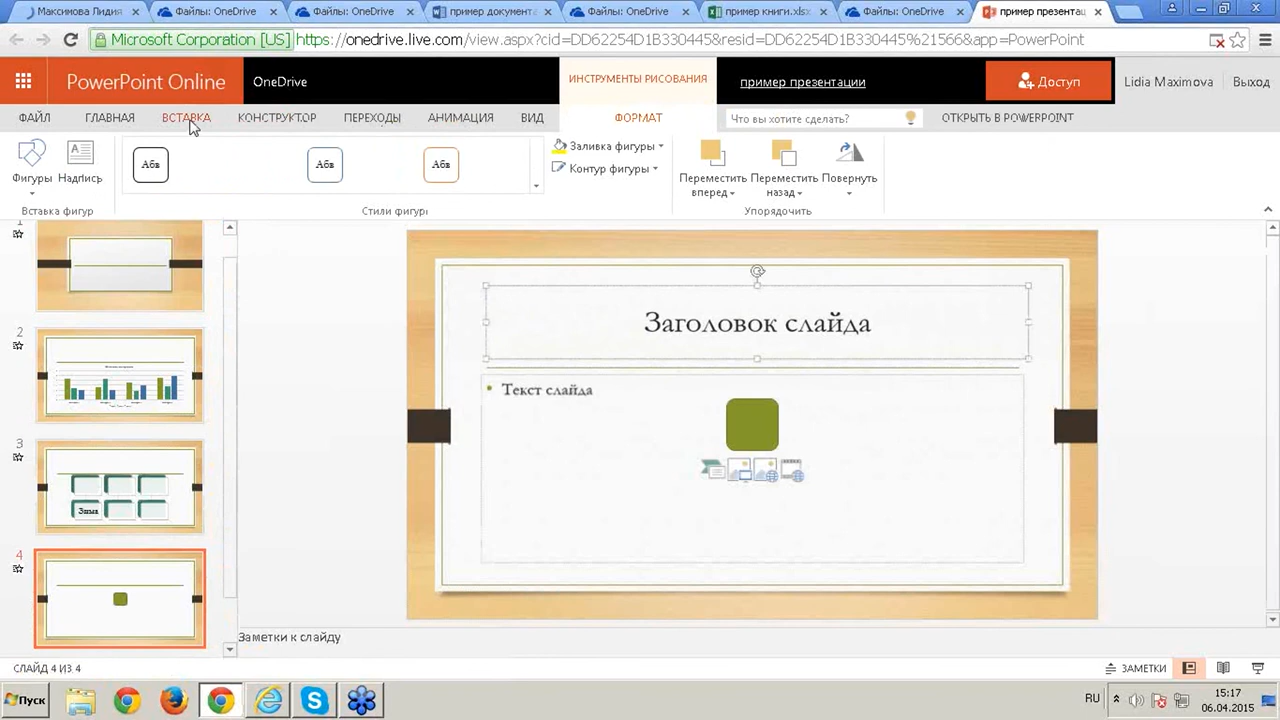 Максимова Лидия
Файлы: OneDrive
Файлы: OneDrive
пример документа
Файлы: OneDrive
пример книги.xlsx
Файлы: OneDrive
пример презентац
Microsoft Corporation [US]
https://onedrive.live.com/view.aspx?cid=DD62254D1B330445&resid=DD62254D1B330445%21566&app=PowerPoint
PowerPoint Online
OneDrive
ИНСТРУМЕНТЫ РИСОВАНИЯ
пример презентации
Доступ
Lidia Maximova
Выход
ФАЙЛ
ГЛАВНАЯ
ВСТАВКА
КОНСТРУКТОР
ПЕРЕХОДЫ
АНИМАЦИЯ
ВИД
ФОРМАТ
Что вы хотите сделать?
ОТКРЫТЬ В POWERPOINT
Фигуры
Надпись
Абв
Абв
Абв
Заливка фигуры
Контур фигуры
Переместить вперед
Переместить назад
Повернуть
Вставка фигур
Стили фигур
Упорядочить
1
2
3
Зима
4
Заголовок слайда
Текст слайда
Заметки к слайду
СЛАЙД 4 ИЗ 4
ЗАМЕТКИ
Пуск
RU
15:17
06.04.2015